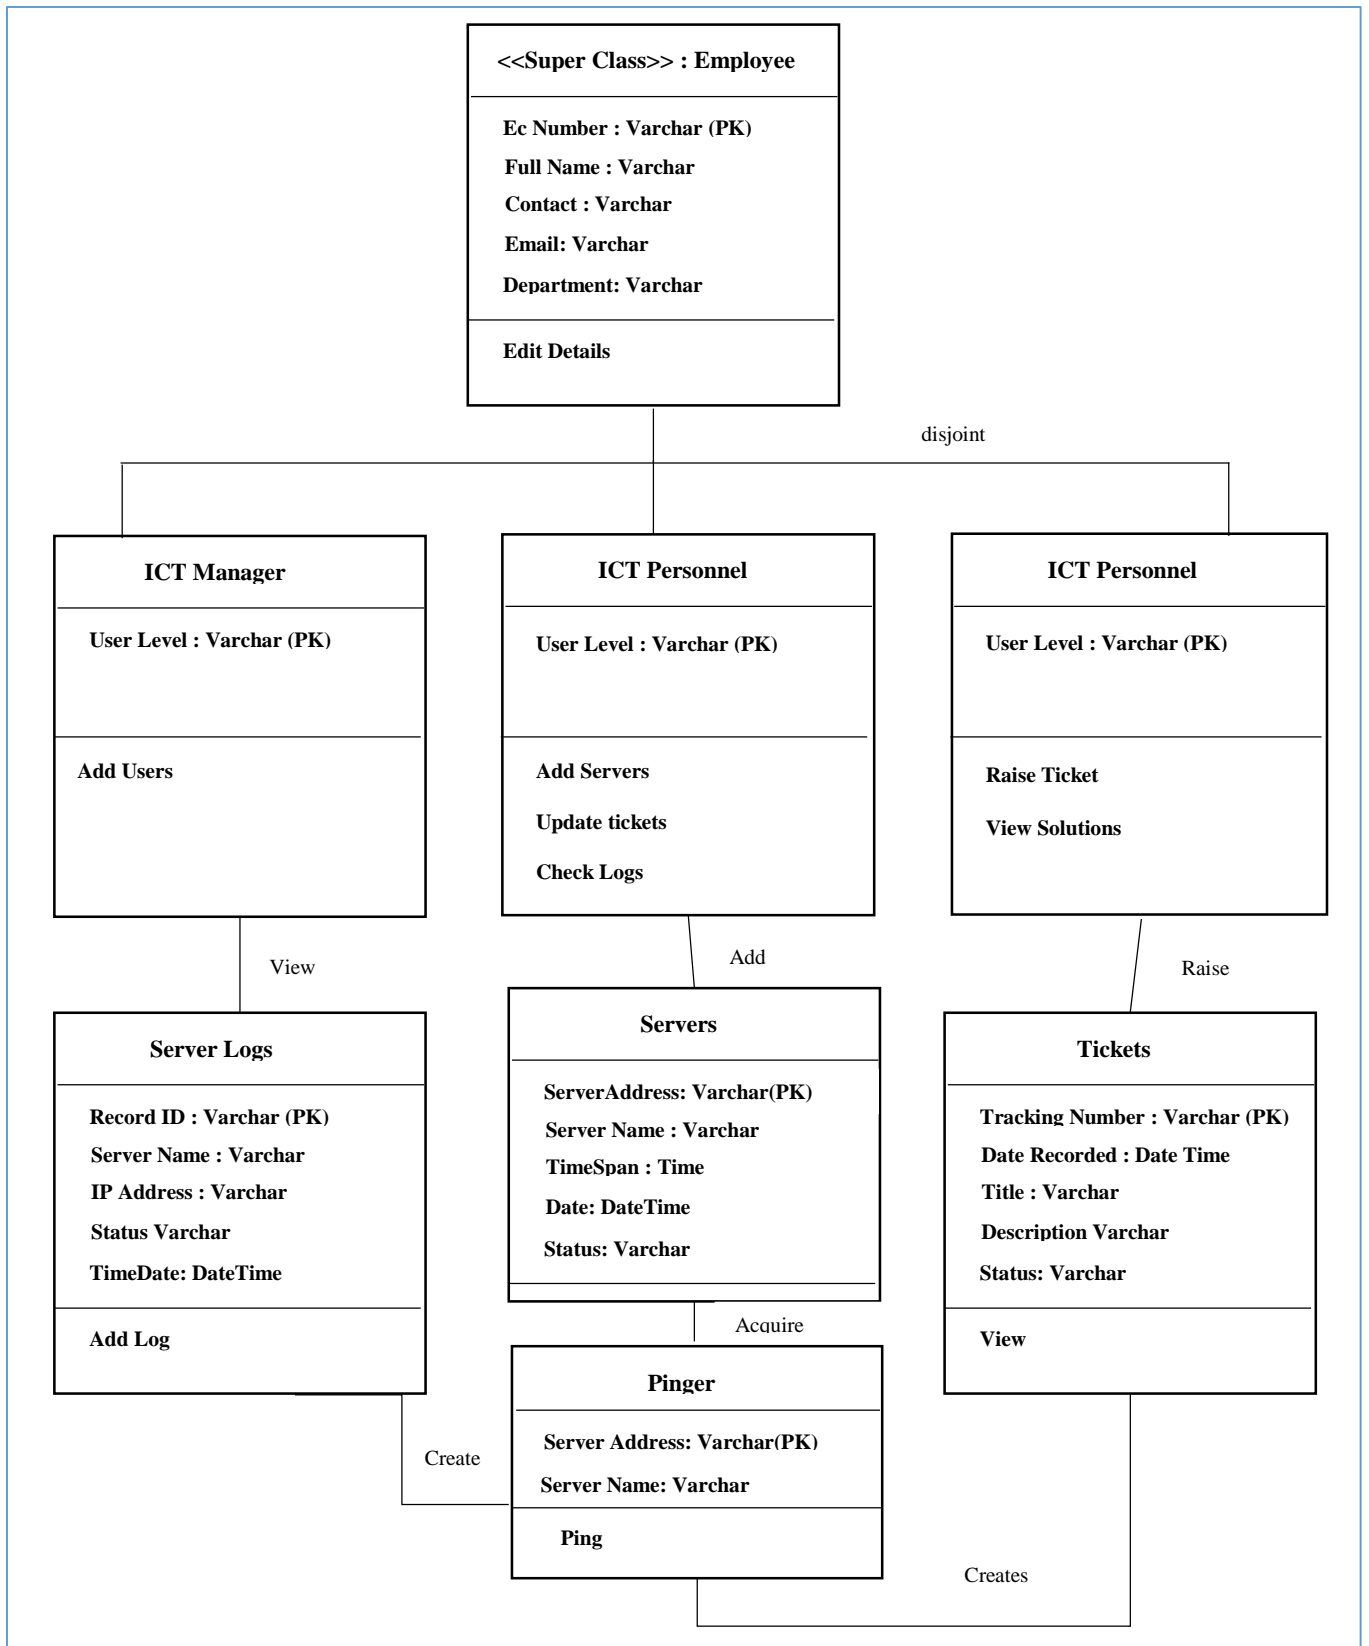 <<Super Class>> : Employee
Ec Number : Varchar (PK)
Full Name : Varchar
Contact : Varchar
Email: Varchar
Department: Varchar
Edit Details
disjoint
ICT Manager
User Level : Varchar (PK)
Add Users
ICT Personnel
User Level : Varchar (PK)
Add Servers
Update tickets
Check Logs
ICT Personnel
User Level : Varchar (PK)
Raise Ticket
View Solutions
View
Add
Raise
Server Logs
Record ID : Varchar (PK)
Server Name : Varchar
IP Address : Varchar
Status Varchar
TimeDate: DateTime
Add Log
Servers
ServerAddress: Varchar(PK)
Server Name : Varchar
TimeSpan : Time
Date: DateTime
Status: Varchar
Tickets
Tracking Number : Varchar (PK)
Date Recorded : Date Time
Title : Varchar
Description Varchar
Status: Varchar
View
Acquire
Pinger
Server Address: Varchar(PK)
Server Name: Varchar
Ping
Create
Creates